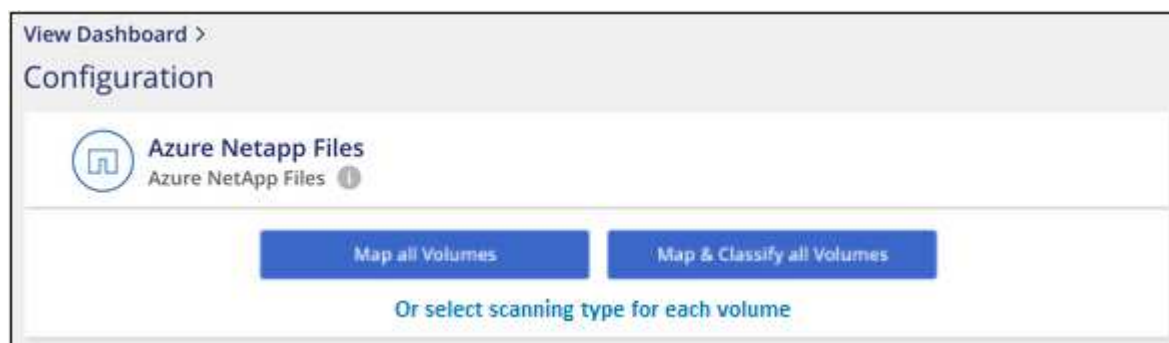 View Dashboard >
Configuration
Azure Netapp Files
Azure NetApp Files
Map all Volumes
Map & Classify all Volumes
Or select scanning type for each volume